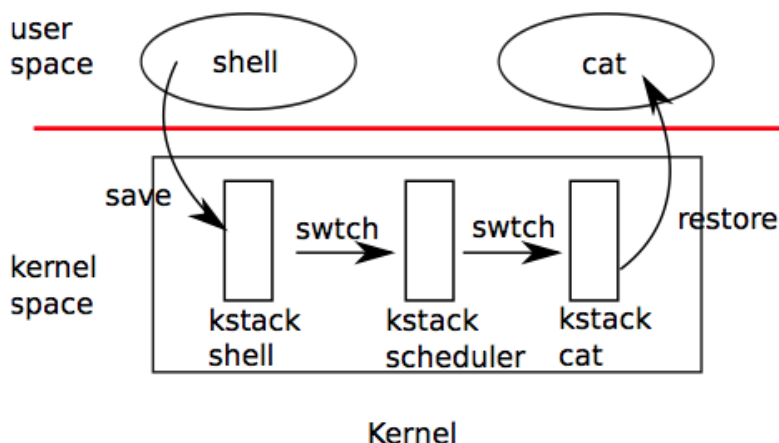 user
space
shell
cat
save
swtch
swtch
restore
kernel
space
kstack
shell
kstack
scheduler
kstack
cat
Kernel